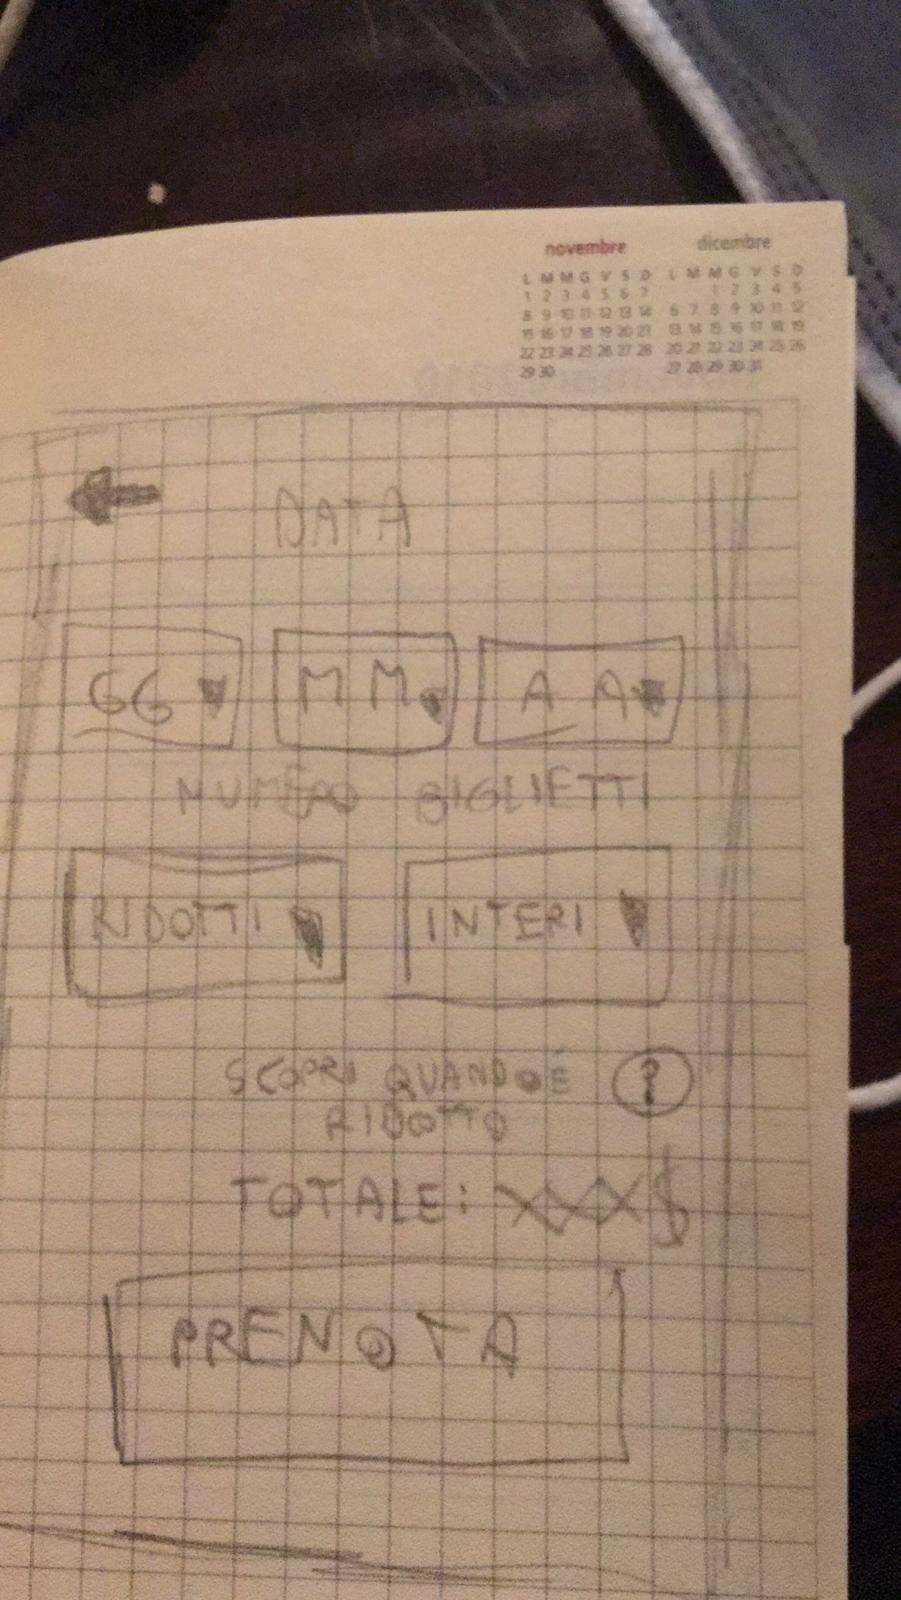 novembre dicembre
L M M G V S D L M M G V S D
1 2 3 4 5 6 7 1 2 3 4 5
8 9 10 11 12 13 14 6 7 8 9 10 11 12
15 16 17 18 19 20 21 13 14 15 16 17 18 19
22 23 24 25 26 27 28 20 21 22 23 24 25 26
29 30 27 28 29 30 31
DATA
GG MM AA
NUMERO BIGLIETTI
RIDOTTI INTERI
SCOPRI QUANDO È ?
RIDOTTO
TOTALE: XXX$
PRENOTA